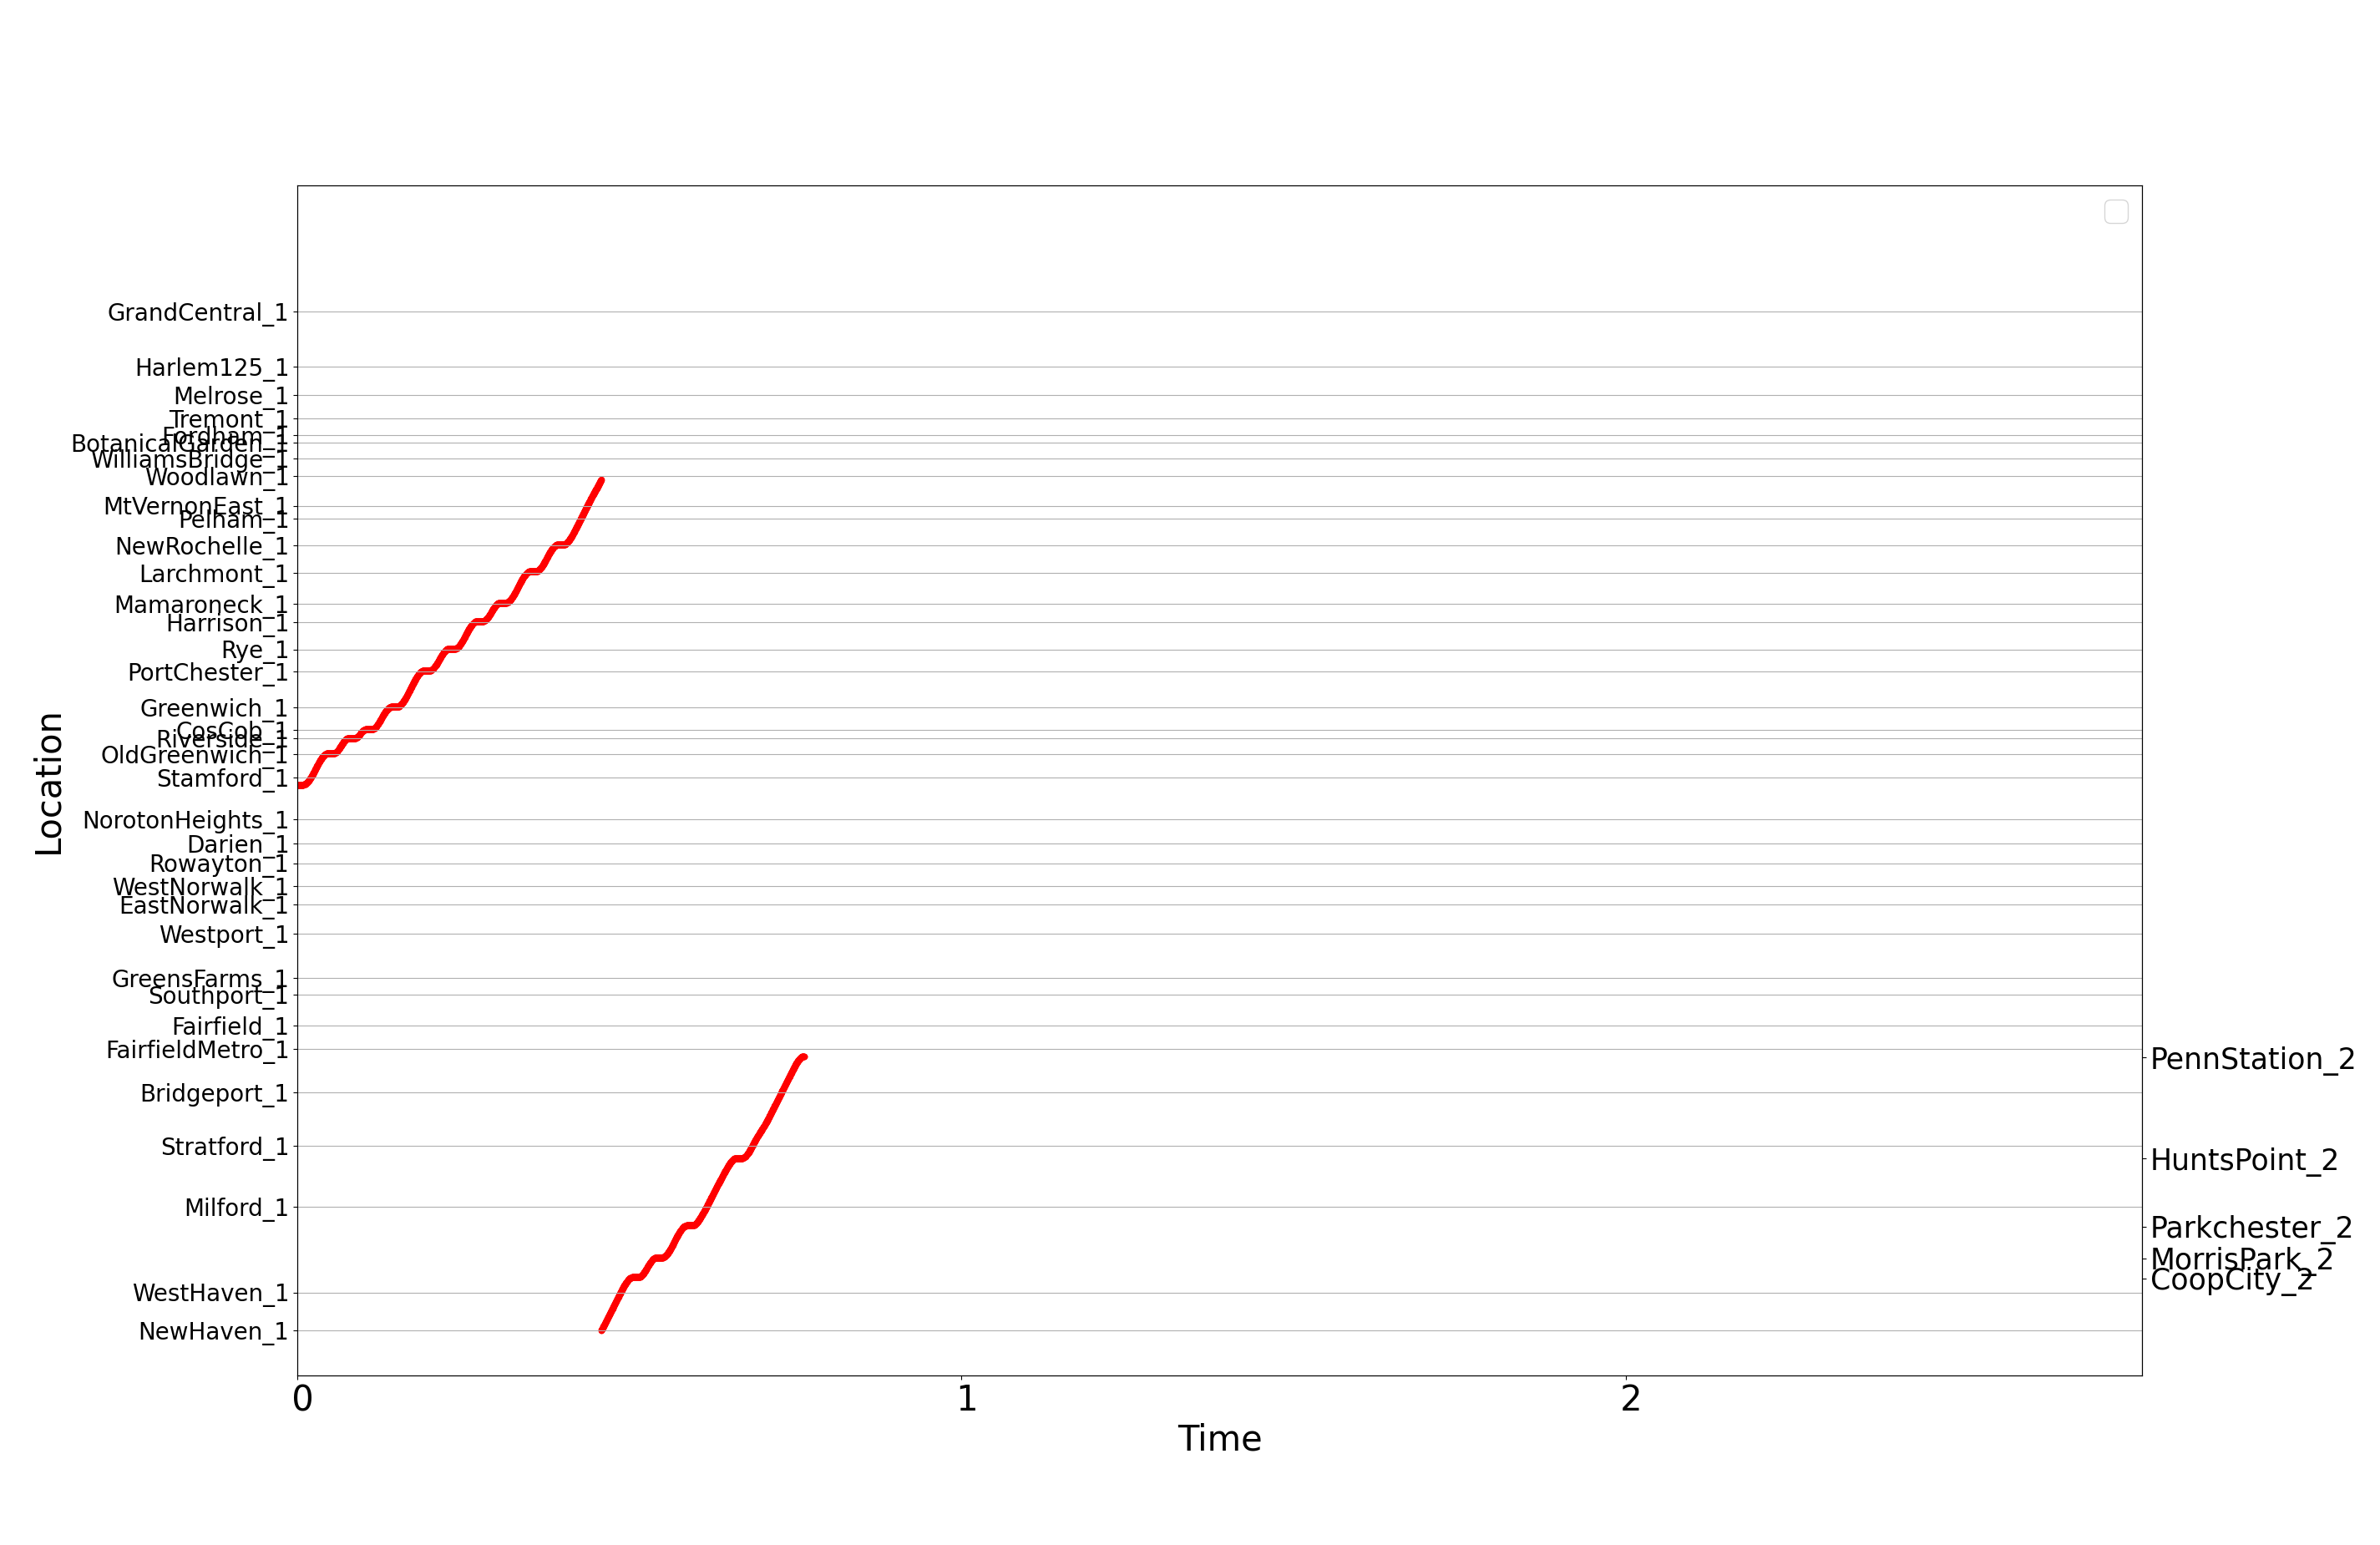 GrandCentral_1
Harlem125_1
Melrose_1
Tremont_1
Fordham_1
BotanicalGarden_1
WilliamsBridge_1
Woodlawn_1
MtVernonEast_1
Pelham_1
NewRochelle_1
Larchmont_1
Mamaroneck_1
Harrison_1
Rye_1
PortChester_1
Greenwich_1
CosCob_1
Riverside_1
OldGreenwich_1
Stamford_1
NorotonHeights_1
Darien_1
Rowayton_1
WestNorwalk_1
EastNorwalk_1
Westport_1
GreensFarms_1
Southport_1
Fairfield_1
FairfieldMetro_1
Bridgeport_1
Stratford_1
Milford_1
WestHaven_1
NewHaven_1
Location
PennStation_2
HuntsPoint_2
Parkchester_2
MorrisPark_2
CoopCity_2
0 1 2
Time